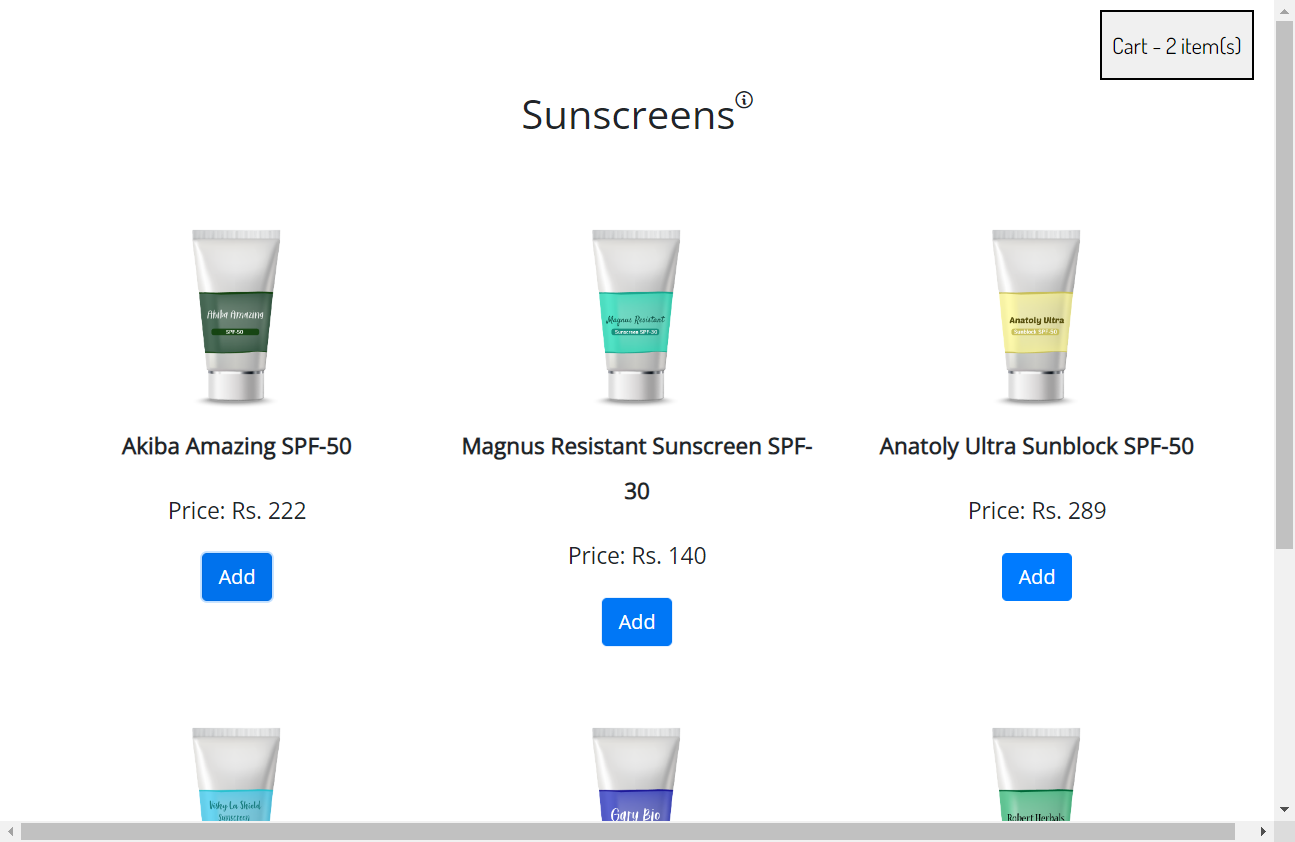 Cart - 2 item(s)
Sunscreens
Akiba Amazing
SPF-50
Magnus Resistant
Sunscreen SPF-30
Anatoly Ultra
Sunblock SPF-50
Akiba Amazing SPF-50
Magnus Resistant Sunscreen SPF-
30
Anatoly Ultra Sunblock SPF-50
Price: Rs. 222
Price: Rs. 140
Price: Rs. 289
Add
Add
Add
Vishy La Shield
Sunscreen
Gary Bio
Robert Herbals